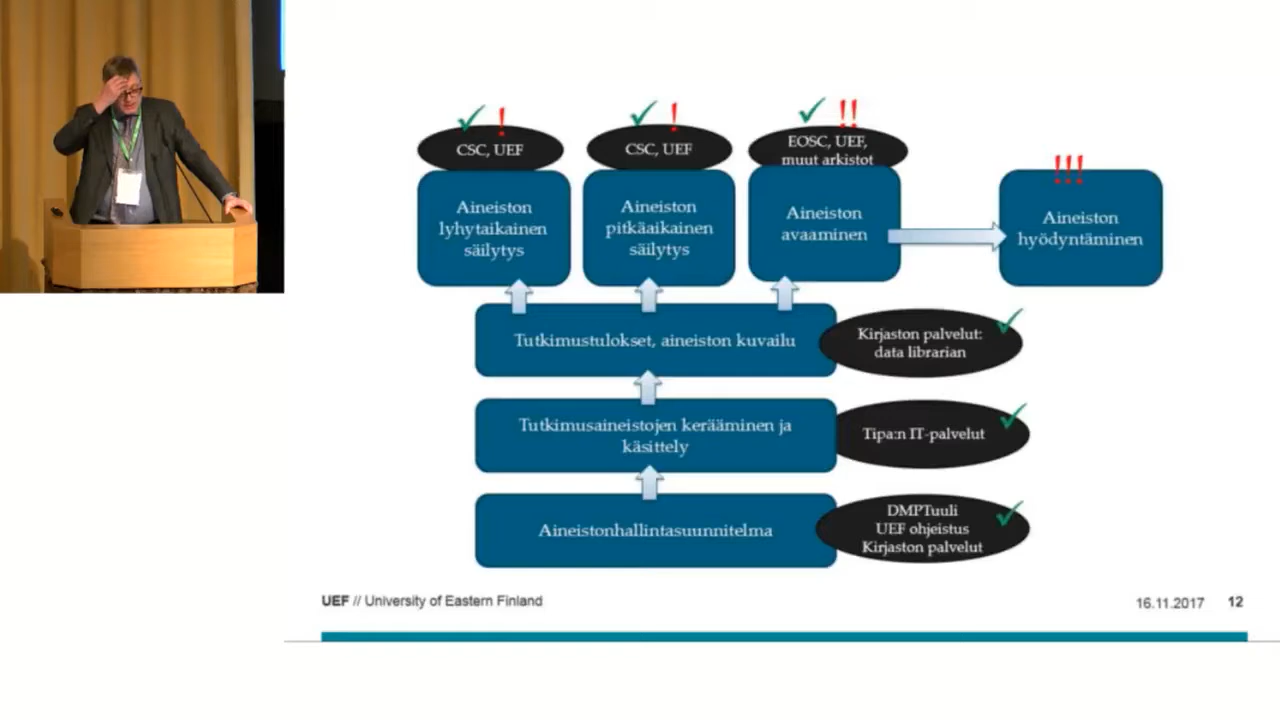 CSC, UEF
CSC, UEF
EOSC, UEF,
muut arkistot
Aineiston
lyhytaikainen
säilytys
Aineiston
pitkäaikainen
säilytys
Aineiston
avaaminen
!!!
Aineiston
hyödyntäminen
Tutkimustulokset, aineiston kuvailu
Kirjaston palvelut:
data librarian
Tutkimusaineistojen kerääminen ja
käsittely
Tipa:n IT-palvelut
Aineistonhallintasuunnitelma
DMPTuuli
UEF ohjeistus
Kirjaston palvelut
UEF // University of Eastern Finland
16.11.2017 12